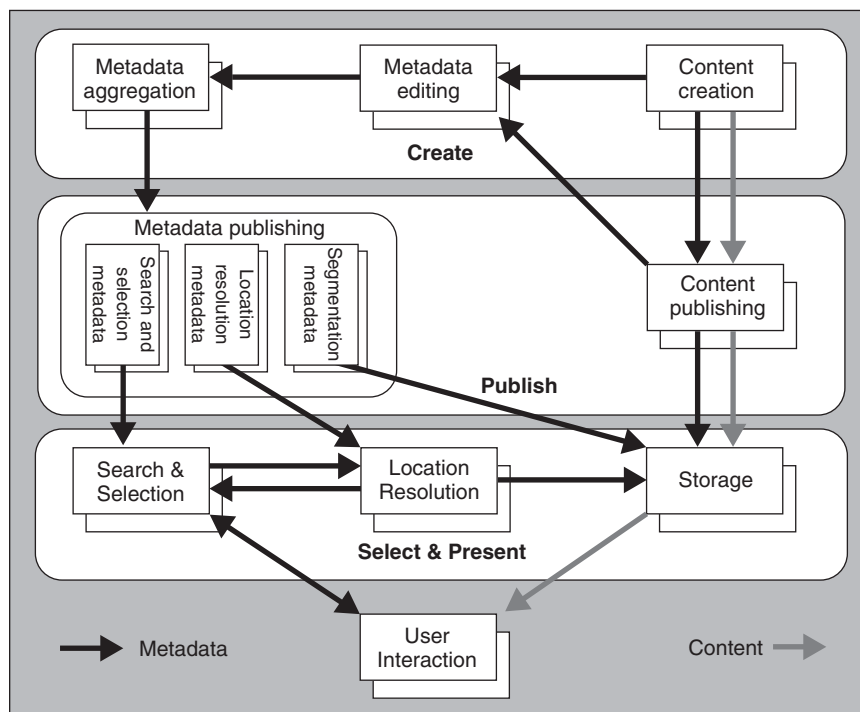 Metadata
aggregation
Metadata
editing
Content
creation
Create
Metadata publishing
Search and
selection
metadata
Location
resolution
metadata
Segmentation
metadata
Content
publishing
Publish
Search &
Selection
Location
Resolution
Storage
Select & Present
User
Interaction
Metadata
Content